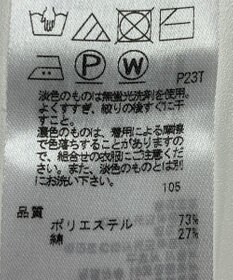 P W
P23T
淡色のものは無蛍光洗剤を使用。
よくすすぎ、絞りの後すぐに干
すこと。
濃色のものは、着用による摩擦
で色落ちすることがありますの
で、組合せの衣服にご注意くだ
さい。また、淡色のものとは別
にお洗い下さい。
105
品質
ポリエステル 73%
綿 27%